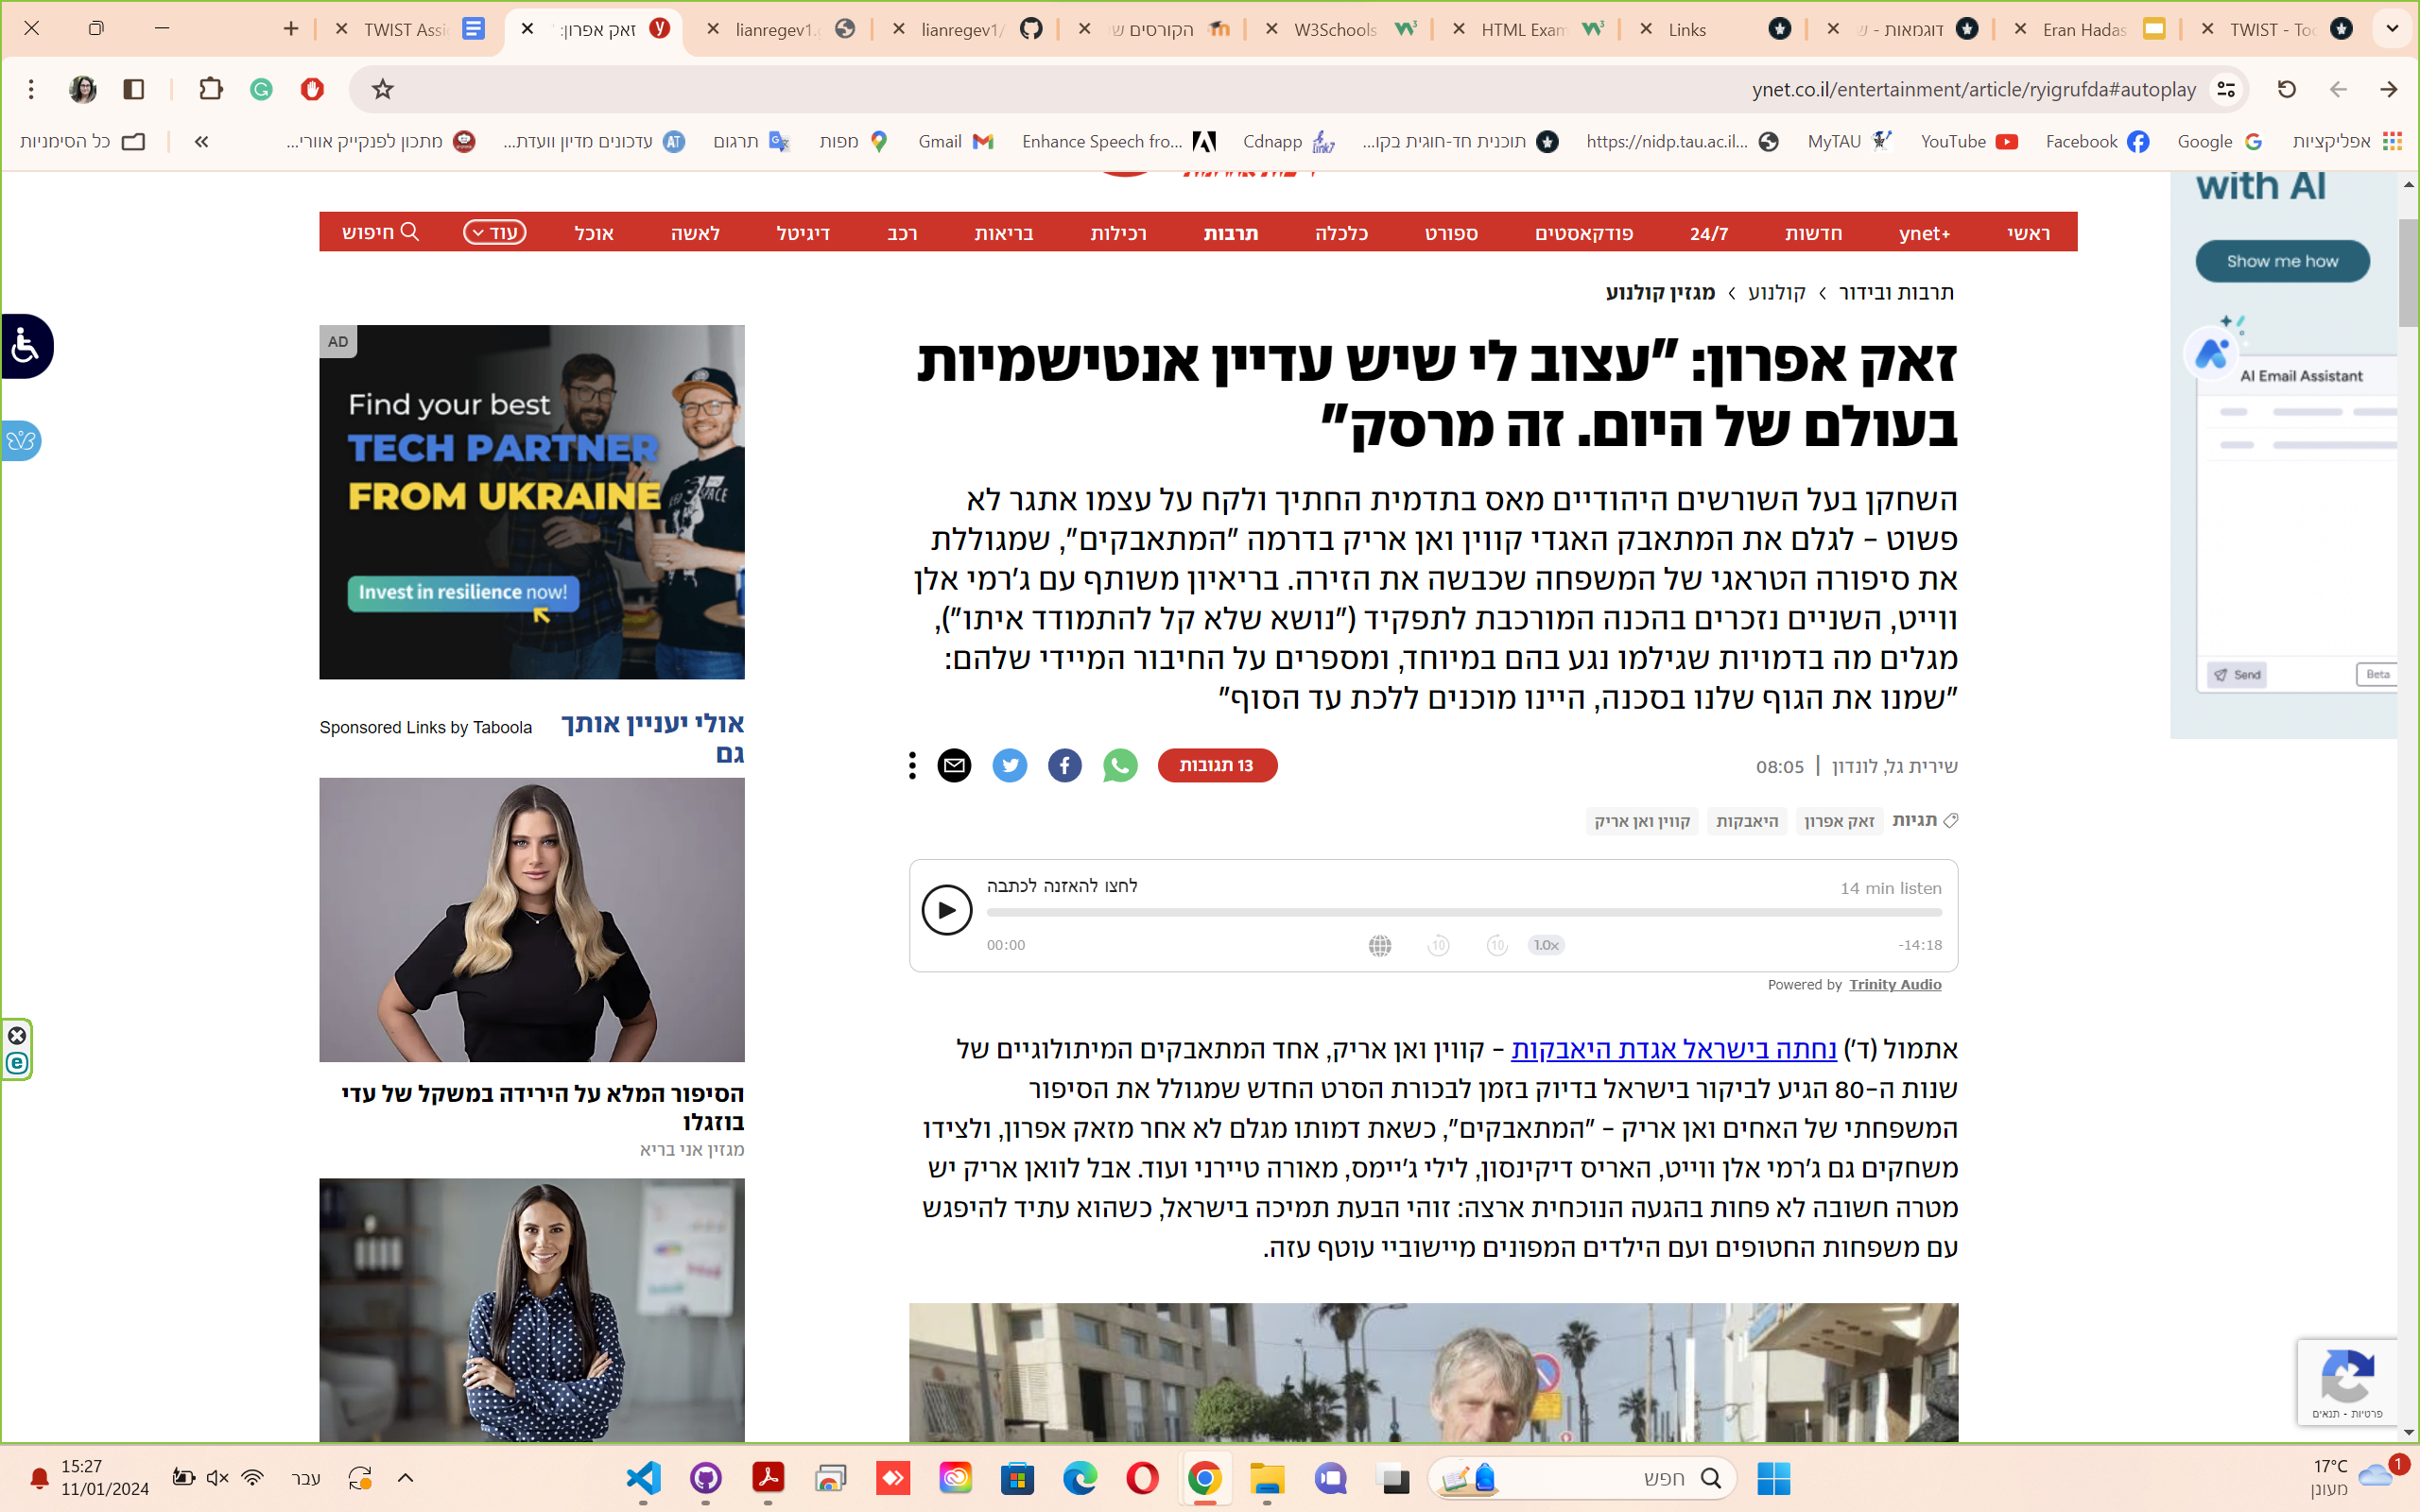 TWIST Assi
זאק אפרון:
lianregev1.
lianregev1/
הקורסים ש
W3Schools
HTML Exam
Links
דוגמאות - ש
Eran Hadas
TWIST - Too
ynet.co.il/entertainment/article/ryigrufda#autoplay
אפליקציות
Google
Facebook
YouTube
MyTAU
https://nidp.tau.ac.il...
תוכנית חד-חוגית בקו...
Cdnapp
Enhance Speech fro...
Gmail
מפות
תרגום
עדכונים מדיון וועדת...
מתכון לפנקייק אוורי...
כל הסימניות
ראשי
ynet+
חדשות
24/7
פודקאסטים
ספורט
כלכלה
תרבות
רכילות
בריאות
רכב
דיגיטל
לאשה
אוכל
עוד
חיפוש
תרבות ובידור › קולנוע › מגזין קולנוע
זאק אפרון: "עצוב לי שיש עדיין אנטישמיות
בעולם של היום. זה מרסק"
השחקן בעל השורשים היהודיים מאס בתדמית החתיך ולקח על עצמו אתגר לא
פשוט – לגלם את המתאבק האגדי קווין ואן אריק בדרמה "המתאבקים", שמגוללת
את סיפורה הטראגי של המשפחה שכבשה את הזירה. בריאיון משותף עם ג'רמי אלן
ווייט, השניים נזכרים בהכנה המורכבת לתפקיד ("נושא שלא קל להתמודד איתו"),
מגלים מה בדמויות שגילמו נגע בהם במיוחד, ומספרים על החיבור המיידי שלהם:
"שמנו את הגוף שלנו בסכנה, היינו מוכנים ללכת עד הסוף"
שירית גל, לונדון | 08:05
13 תגובות
תגיות
זאק אפרון
היאבקות
קווין ואן אריק
לחצו להאזנה לכתבה
14 min listen
00:00
10
10
1.0x
-14:18
Powered by Trinity Audio
אתמול (ד') נחתה בישראל אגדת היאבקות – קווין ואן אריק, אחד המתאבקים המיתולוגיים של
שנות ה-80 הגיע לביקור בישראל בדיוק בזמן לבכורת הסרט החדש שמגולל את הסיפור
המשפחתי של האחים ואן אריק – "המתאבקים", כשאת דמותו מגלם לא אחר מזאק אפרון, ולצידו
משחקים גם ג'רמי אלן ווייט, האריס דיקינסון, לילי ג'יימס, מאורה טיירני ועוד. אבל לוואן אריק יש
מטרה חשובה לא פחות בהגעה הנוכחית ארצה: זוהי הבעת תמיכה בישראל, כשהוא עתיד להיפגש
עם משפחות החטופים ועם הילדים המפונים מיישוביי עוטף עזה.
AD
Find your best
TECH PARTNER
FROM UKRAINE
Invest in resilience now!
אולי יעניין אותך
גם
Sponsored Links by Taboola
הסיפור המלא על הירידה במשקל של עדי
בוזגלו
מגזין אני בריא
with AI
Show me how
AI Email Assistant
Send
Beta
פרטיות - תנאים
15:27
11/01/2024
עבר
חפש
17°C
מעונן
1